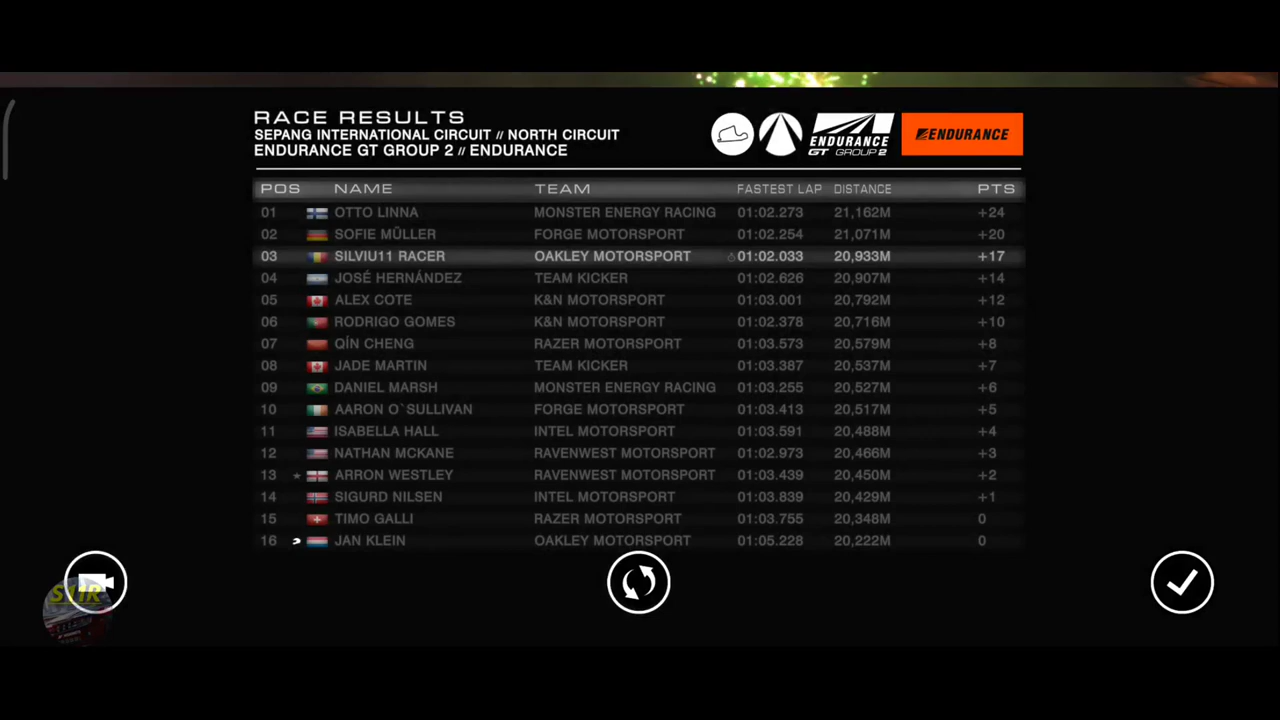 RACE RESULTS
SEPANG INTERNATIONAL CIRCUIT // NORTH CIRCUIT
ENDURANCE GT GROUP 2 // ENDURANCE
ENDURANCE
GT GROUP 2
ENDURANCE
POS NAME TEAM FASTEST LAP DISTANCE PTS
01 OTTO LINNA MONSTER ENERGY RACING 01:02.273 21,162M +24
02 SOFIE MÜLLER FORGE MOTORSPORT 01:02.254 21,071M +20
03 SILVIU11 RACER OAKLEY MOTORSPORT 01:02.033 20,933M +17
04 JOSÉ HERNÁNDEZ TEAM KICKER 01:02.626 20,907M +14
05 ALEX COTE K&N MOTORSPORT 01:03.001 20,792M +12
06 RODRIGO GOMES K&N MOTORSPORT 01:02.378 20,716M +10
07 QÍN CHENG RAZER MOTORSPORT 01:03.573 20,579M +8
08 JADE MARTIN TEAM KICKER 01:03.387 20,537M +7
09 DANIEL MARSH MONSTER ENERGY RACING 01:03.255 20,527M +6
10 AARON O`SULLIVAN FORGE MOTORSPORT 01:03.413 20,517M +5
11 ISABELLA HALL INTEL MOTORSPORT 01:03.591 20,488M +4
12 NATHAN MCKANE RAVENWEST MOTORSPORT 01:02.973 20,466M +3
13 ARRON WESTLEY RAVENWEST MOTORSPORT 01:03.439 20,450M +2
14 SIGURD NILSEN INTEL MOTORSPORT 01:03.839 20,429M +1
15 TIMO GALLI RAZER MOTORSPORT 01:03.755 20,348M 0
16 JAN KLEIN OAKLEY MOTORSPORT 01:05.228 20,222M 0
S11R